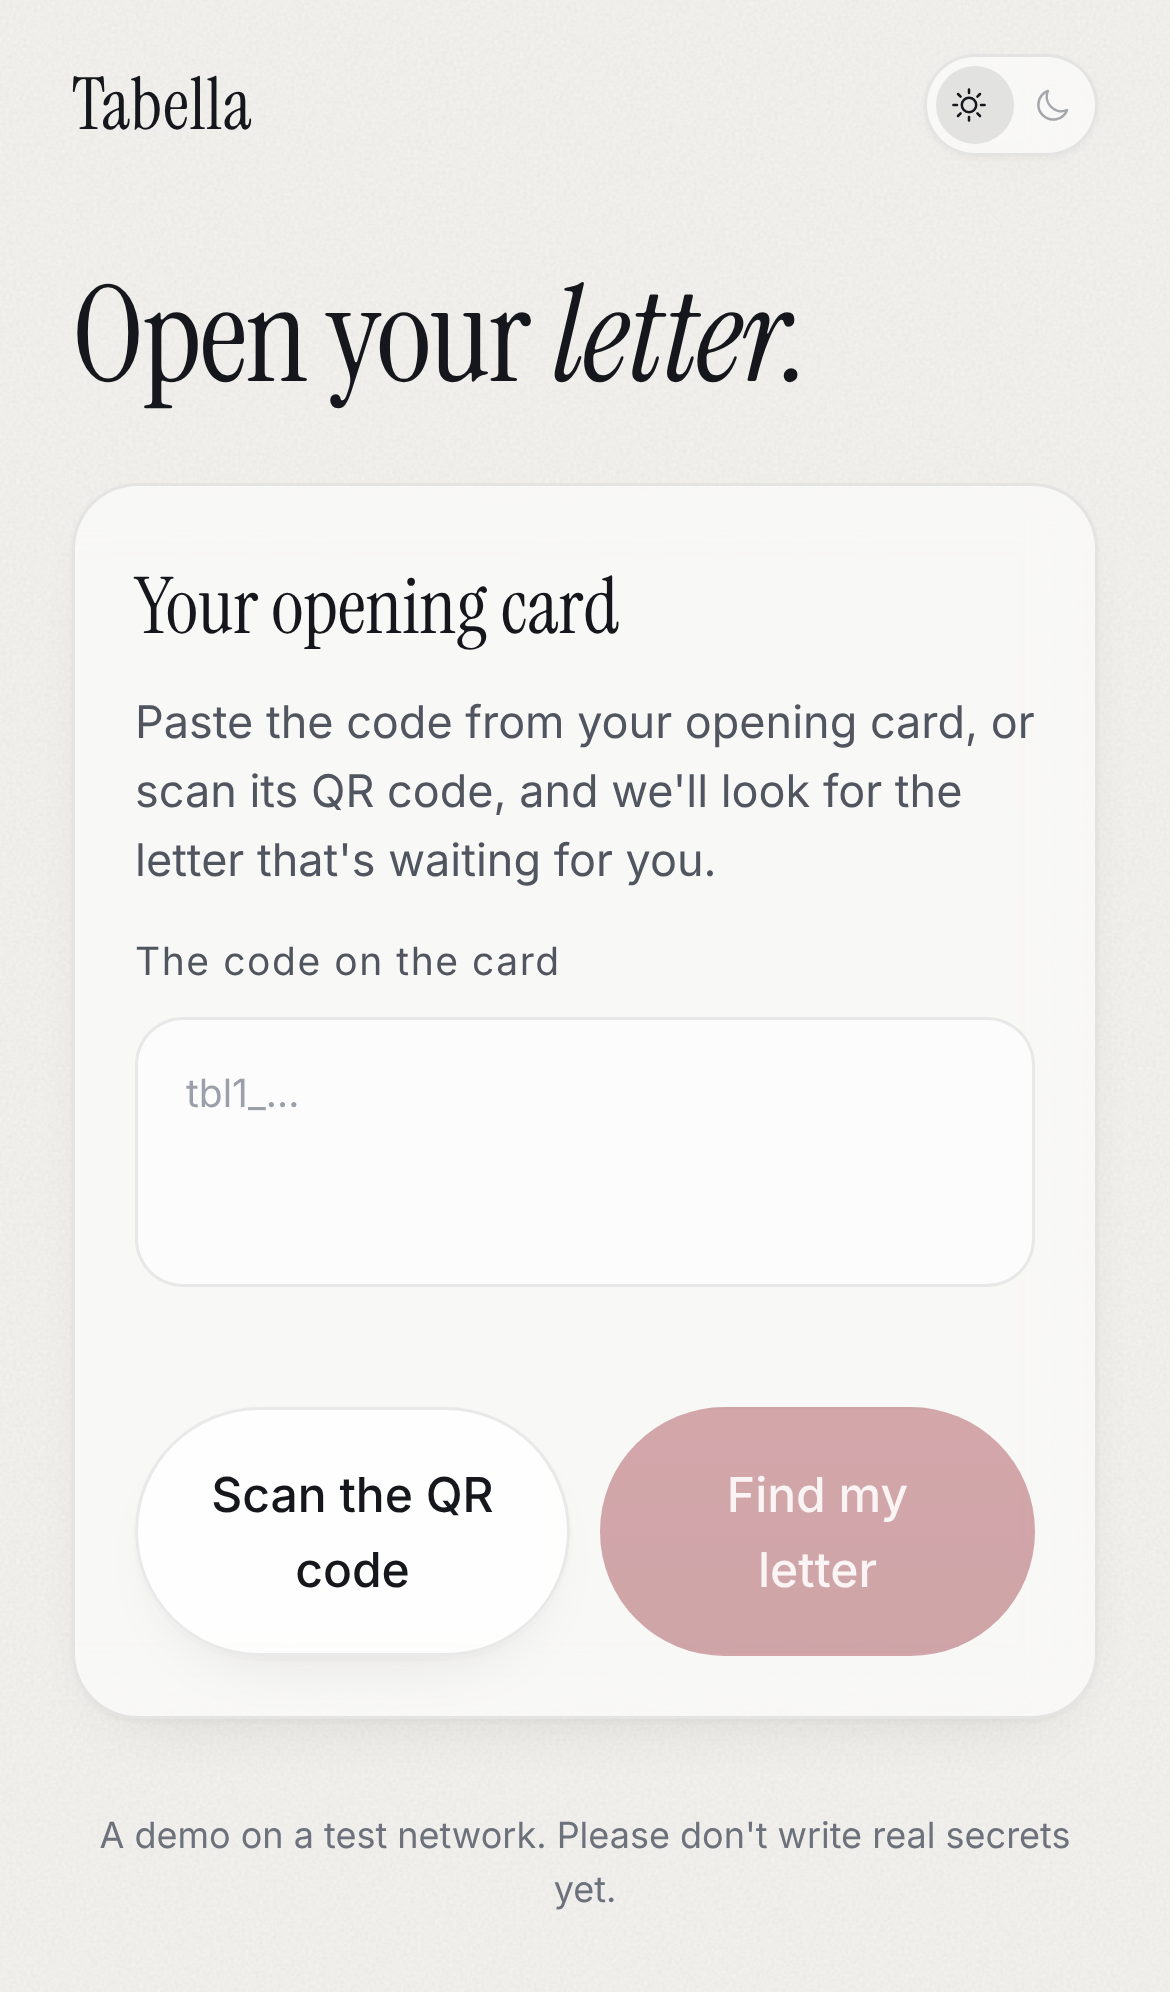 Tabella
Open your letter.
Your opening card
Paste the code from your opening card, or
scan its QR code, and we'll look for the
letter that's waiting for you.
The code on the card
tbl1_...
Scan the QR
code
Find my
letter
A demo on a test network. Please don't write real secrets
yet.